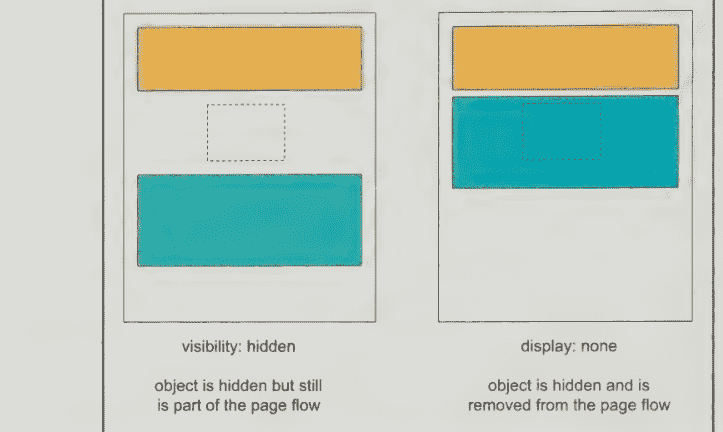 visibility: hidden
object is hidden but still
is part of the page flow
display: none
object is hidden and is
removed from the page flow